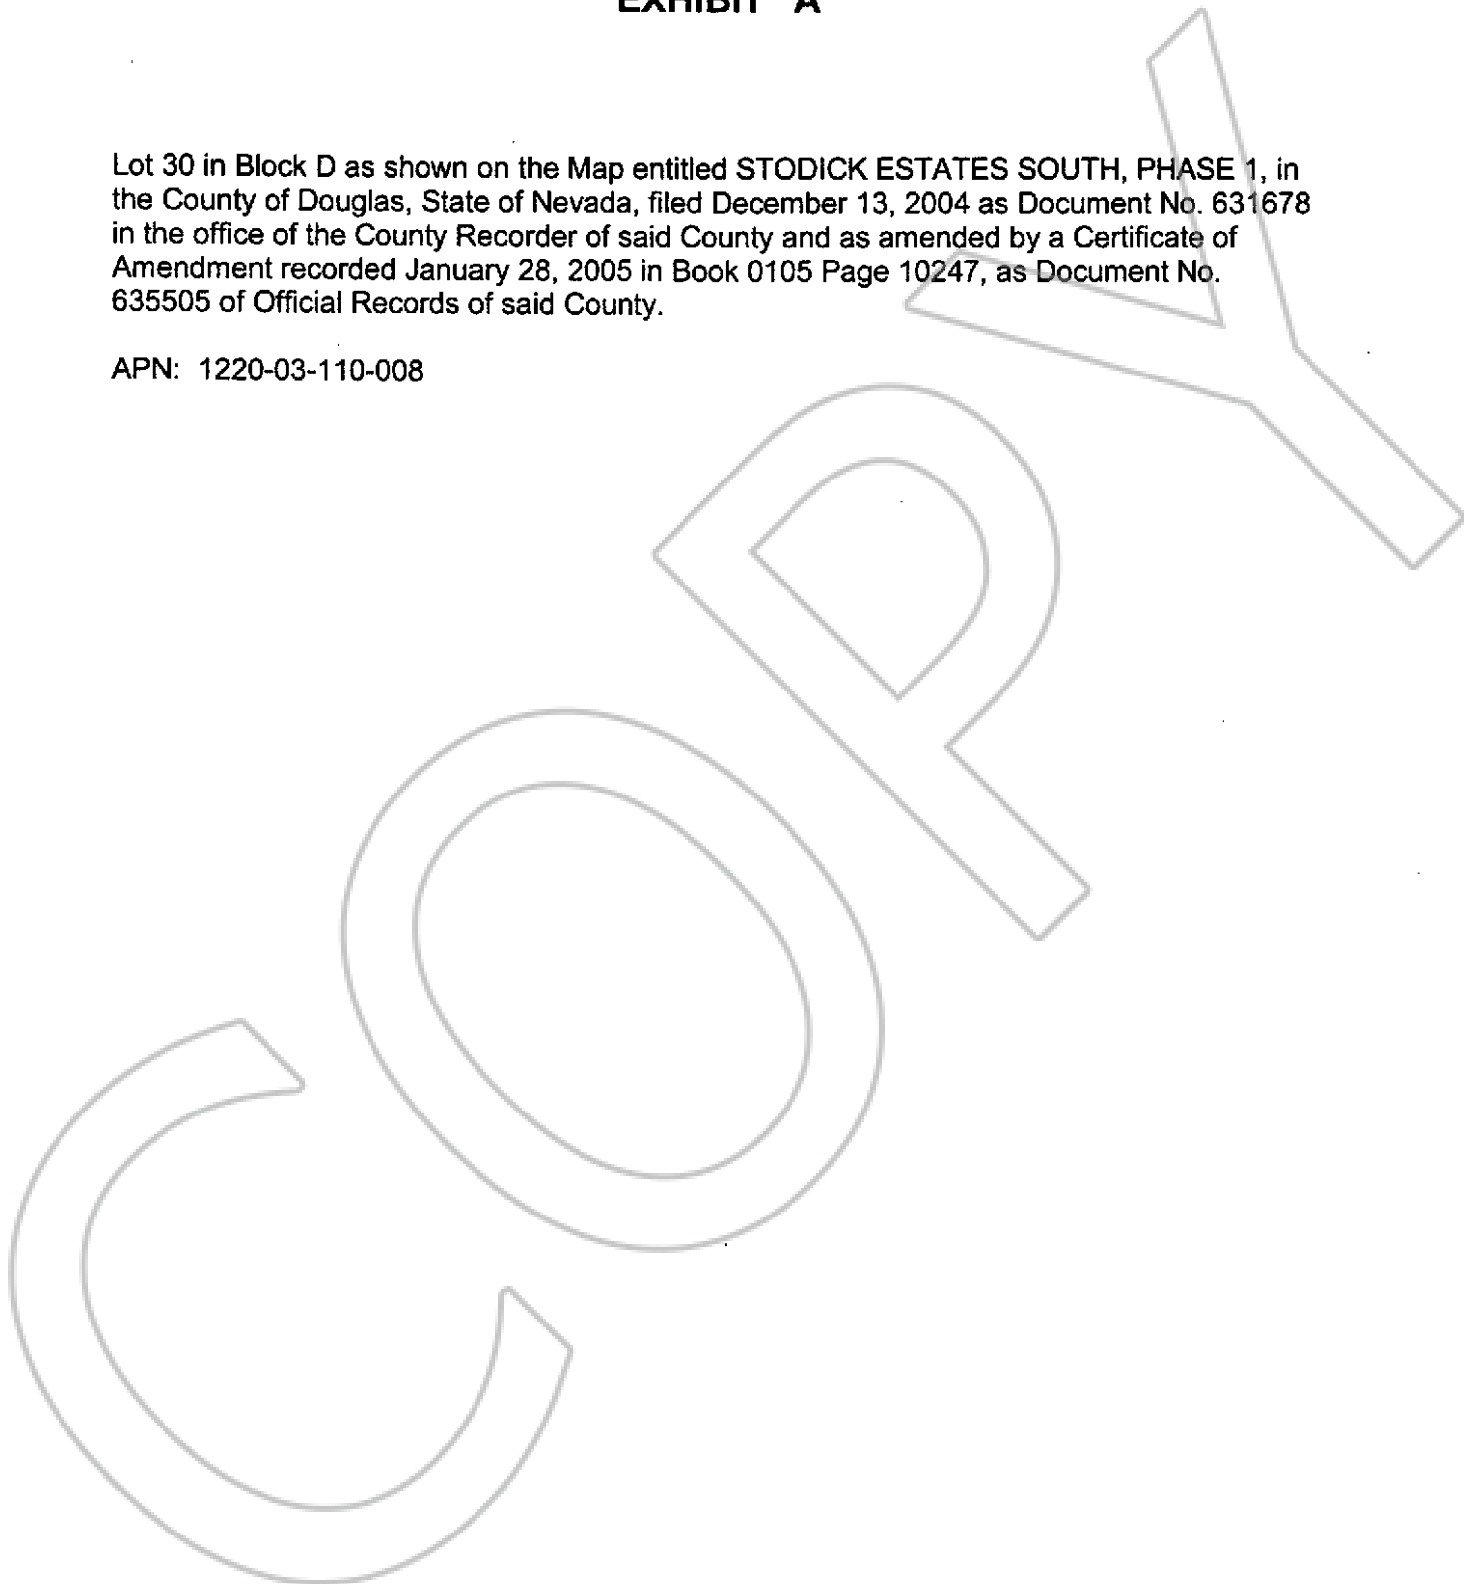 EXHIBIT "A"
Lot 30 in Block D as shown on the Map entitled STODICK ESTATES SOUTH, PHASE 1, in
the County of Douglas, State of Nevada, filed December 13, 2004 as Document No. 631678
in the office of the County Recorder of said County and as amended by a Certificate of
Amendment recorded January 28, 2005 in Book 0105 Page 10247, as Document No.
635505 of Official Records of said County.
APN: 1220-03-110-008
COPY